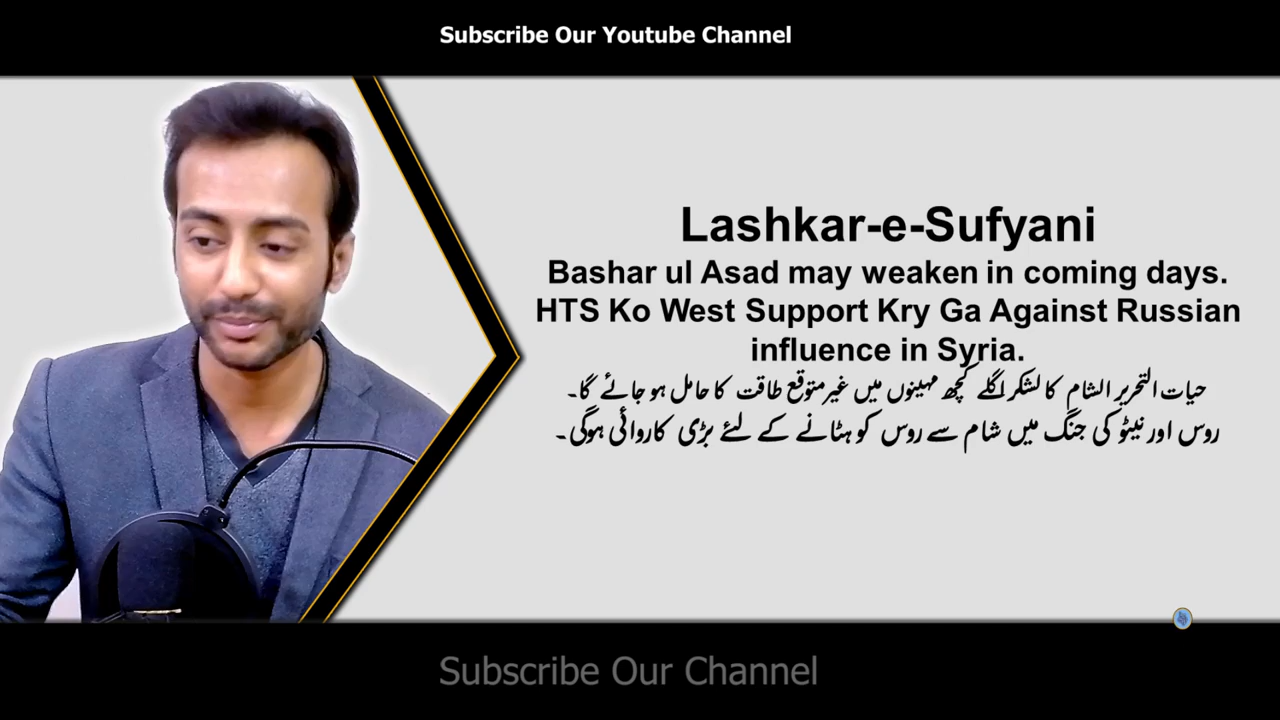 Subscribe Our Youtube Channel
Lashkar-e-Sufyani
Bashar ul Asad may weaken in coming days.
HTS Ko West Support Kry Ga Against Russian
influence in Syria.
حیات التحریر الشام کا لشکر اگلے کچھ مہینوں میں غیر متوقع طاقت کا حامل ہو جائے گا۔
روس اور نیٹو کی جنگ میں شام سے روس کو ہٹانے کے لئے بڑی کاروائی ہوگی۔
Subscribe Our Channel